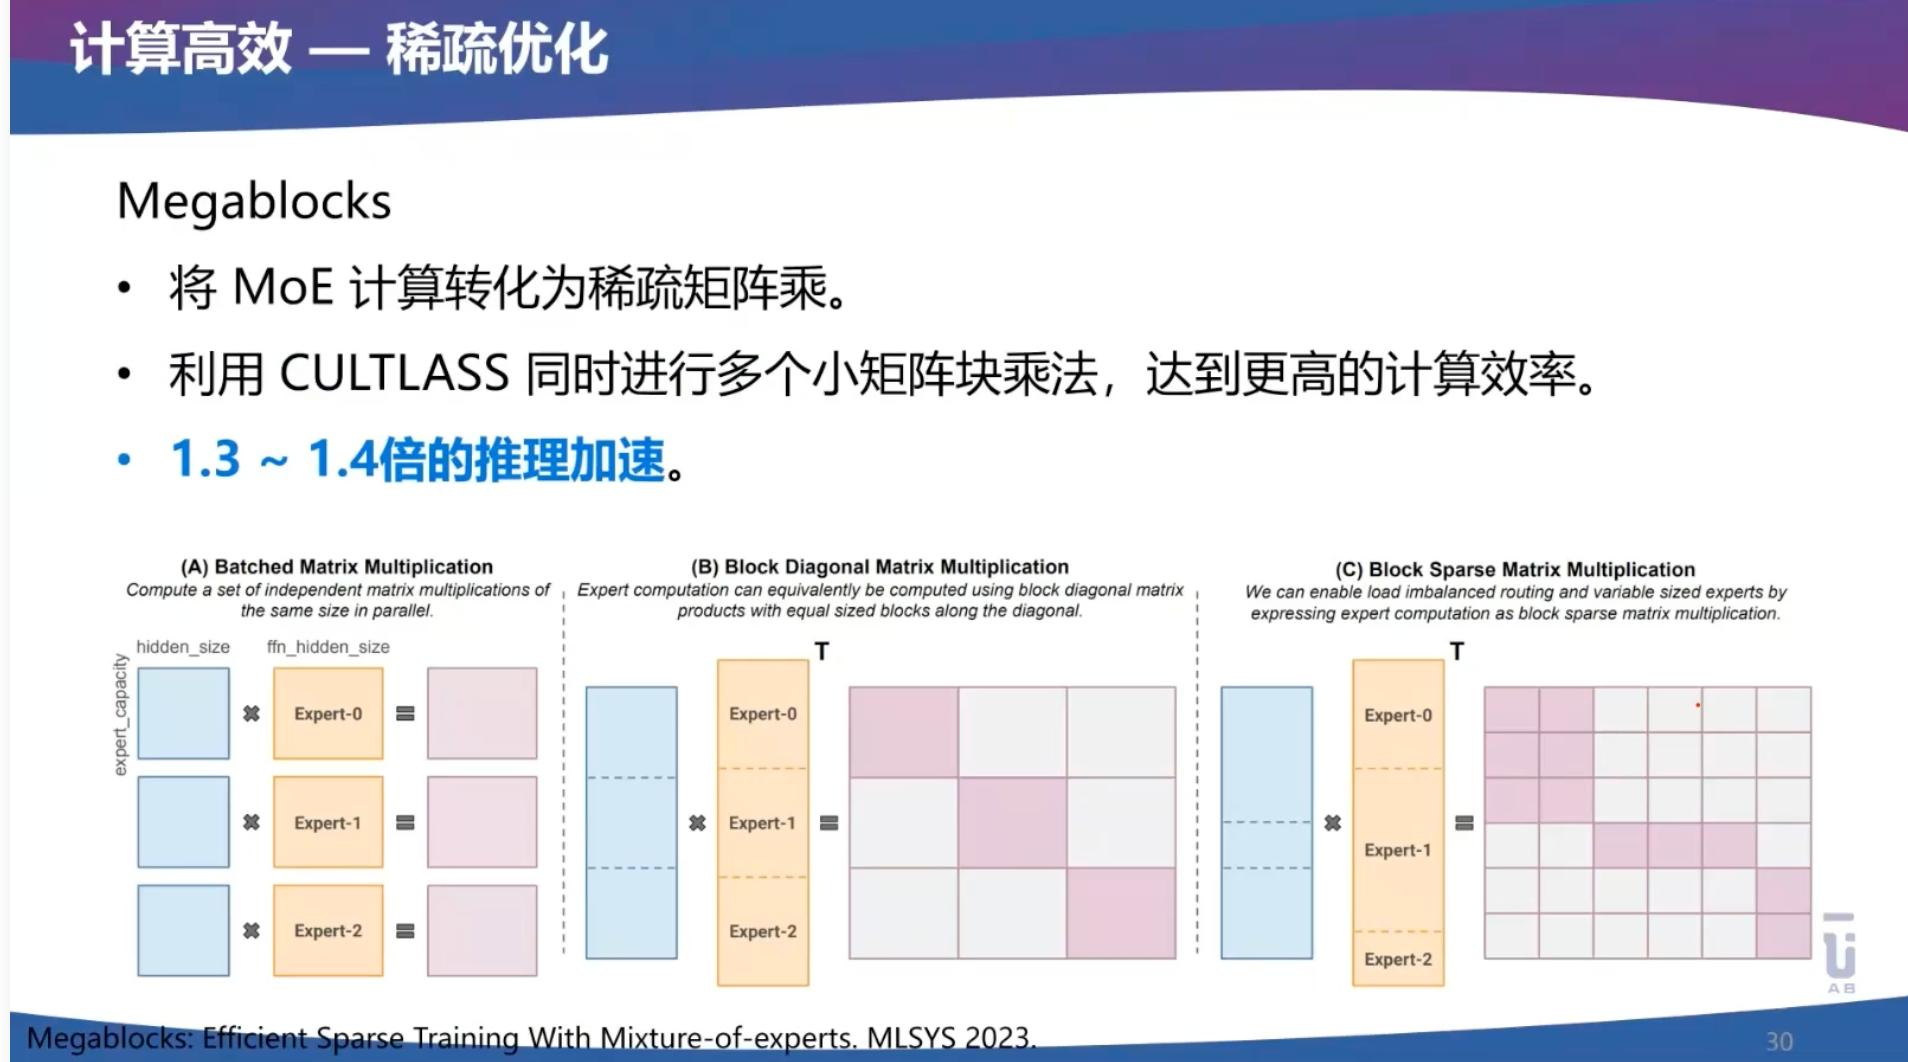 计算高效 — 稀疏优化
Megablocks
• 将 MoE 计算转化为稀疏矩阵乘。
• 利用 CULTLASS 同时进行多个小矩阵块乘法，达到更高的计算效率。
• 1.3 ~ 1.4倍的推理加速。
(A) Batched Matrix Multiplication
Compute a set of independent matrix multiplications of
the same size in parallel.
hidden_size
ffn_hidden_size
expert_capacity
Expert-0
Expert-1
Expert-2
(B) Block Diagonal Matrix Multiplication
Expert computation can equivalently be computed using block diagonal matrix
products with equal sized blocks along the diagonal.
T
Expert-0
Expert-1
Expert-2
(C) Block Sparse Matrix Multiplication
We can enable load imbalanced routing and variable sized experts by
expressing expert computation as block sparse matrix multiplication.
T
Expert-0
Expert-1
Expert-2
AB
Megablocks: Efficient Sparse Training With Mixture-of-experts. MLSYS 2023.
30